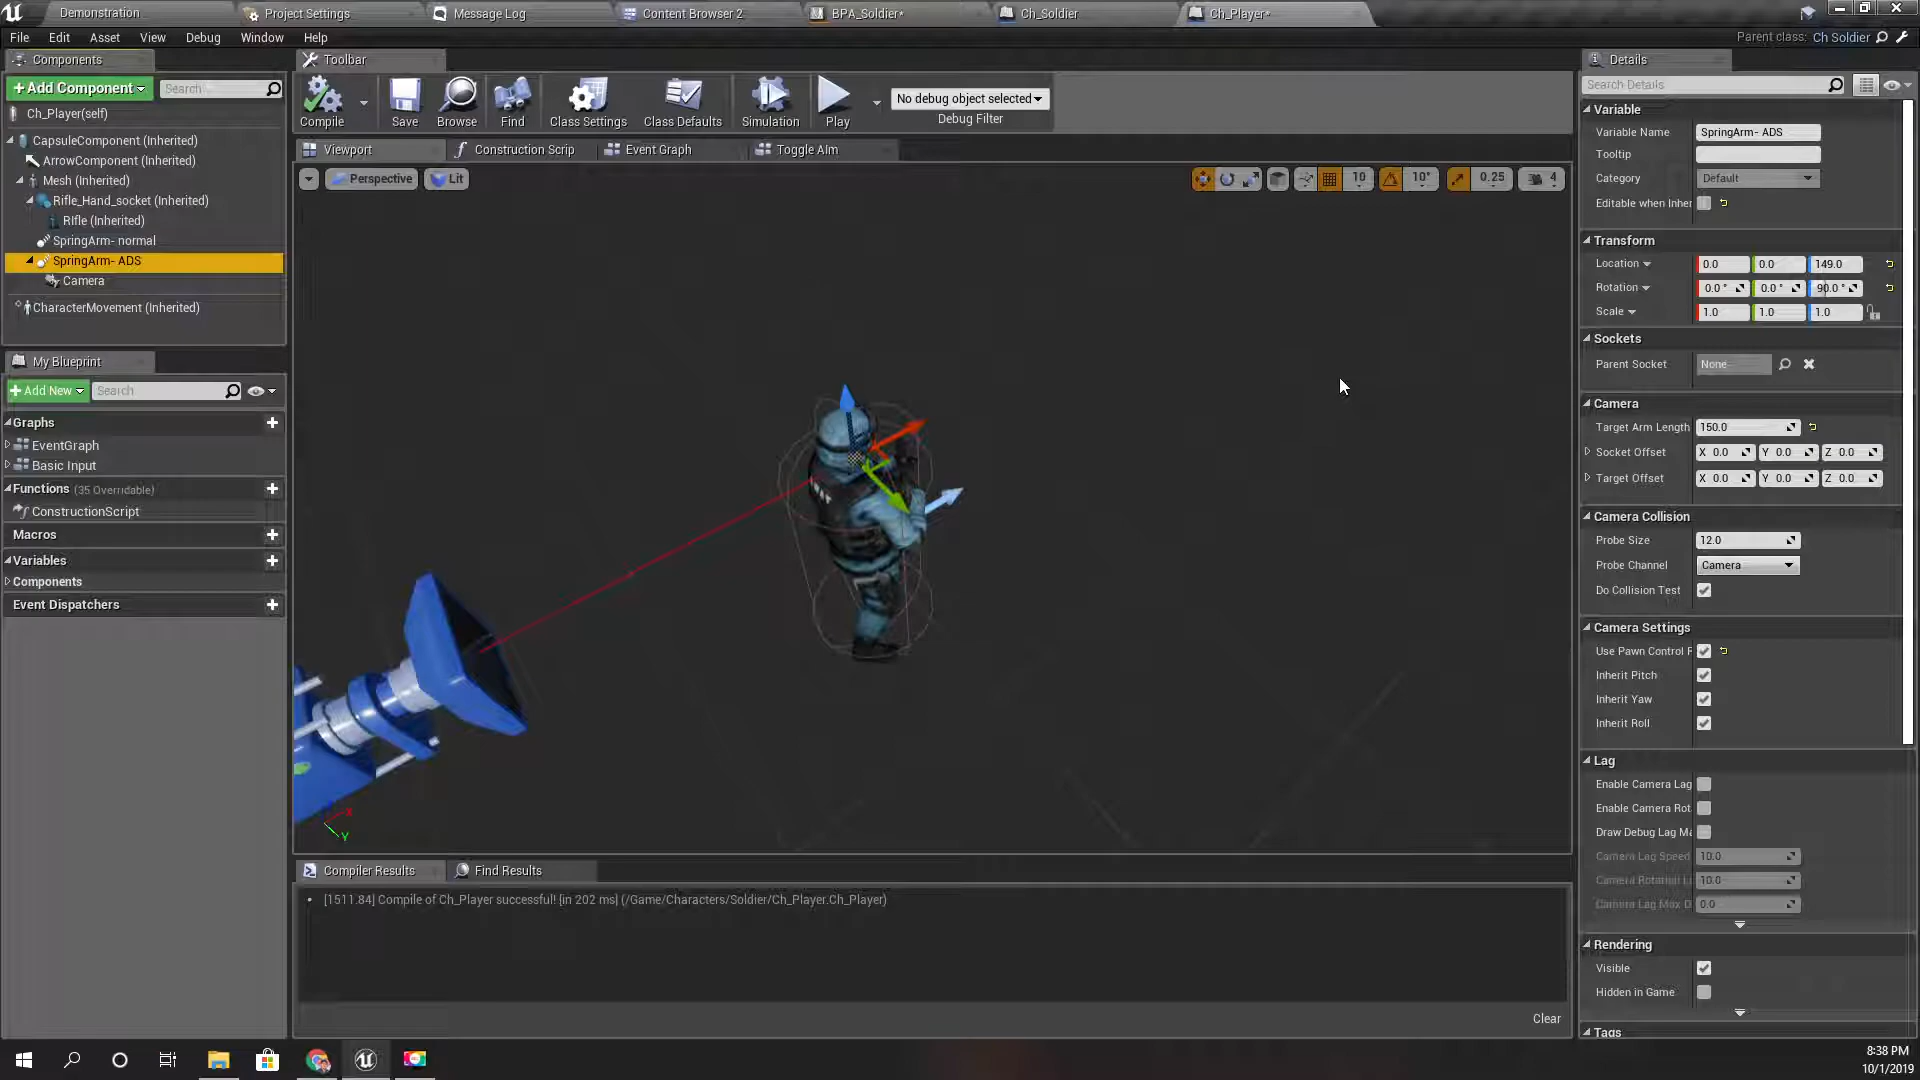 Demonstration
Project Settings
Message Log
Content Browser 2
BPA_Soldier*
Ch_Soldier
Ch_Player*
File Edit Asset View Debug Window Help
Parent class: Ch Soldier
Components
+Add Component
Search
Ch_Player(self)
CapsuleComponent (Inherited)
ArrowComponent (Inherited)
Mesh (Inherited)
Rifle_Hand_socket (Inherited)
RIfle (Inherited)
SpringArm- normal
SpringArm- ADS
Camera
CharacterMovement (Inherited)
My Blueprint
+Add New
Search
Graphs
EventGraph
Basic Input
Functions (35 Overridable)
ConstructionScript
Macros
Variables
Components
Event Dispatchers
Toolbar
Compile
Save
Browse
Find
Class Settings
Class Defaults
Simulation
Play
No debug object selected
Debug Filter
Viewport
Construction Scrip
Event Graph
Toggle AIm
Perspective
Lit
10
10°
0.25
4
X
Y
Compiler Results
Find Results
[1511.84] Compile of Ch_Player successful! [in 202 ms] (/Game/Characters/Soldier/Ch_Player.Ch_Player)
Clear
Details
Search Details
Variable
Variable Name SpringArm- ADS
Tooltip
Category Default
Editable when Inher
Transform
Location 0.0 0.0 149.0
Rotation 0.0 ° 0.0 ° 90.0 °
Scale 1.0 1.0 1.0
Sockets
Parent Socket None
Camera
Target Arm Length 150.0
Socket Offset X 0.0 Y 0.0 Z 0.0
Target Offset X 0.0 Y 0.0 Z 0.0
Camera Collision
Probe Size 12.0
Probe Channel Camera
Do Collision Test
Camera Settings
Use Pawn Control R
Inherit Pitch
Inherit Yaw
Inherit Roll
Lag
Enable Camera Lag
Enable Camera Rot
Draw Debug Lag Ma
Camera Lag Speed 10.0
Camera Rotation L 10.0
Camera Lag Max D 0.0
Rendering
Visible
Hidden in Game
Tags
8:38 PM
10/1/2019